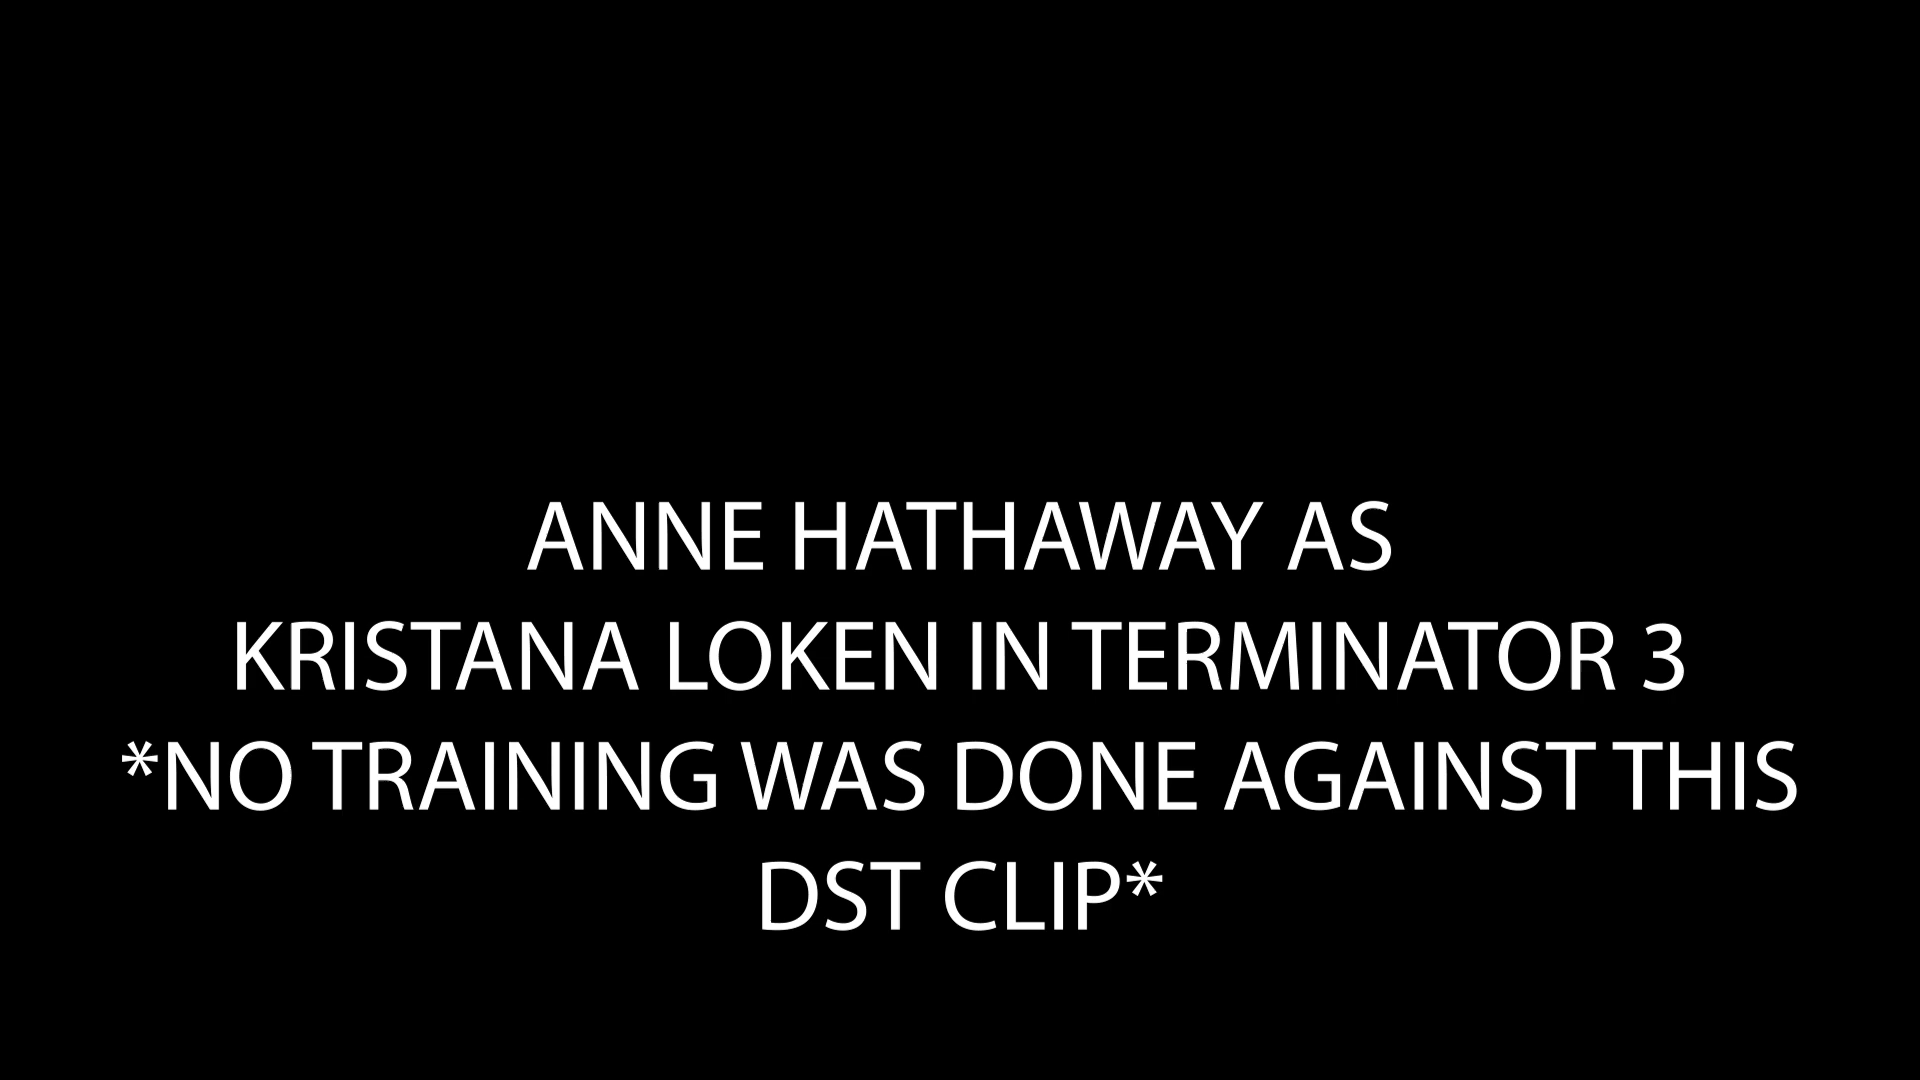 ANNE HATHAWAY AS
KRISTANA LOKEN IN TERMINATOR 3
*NO TRAINING WAS DONE AGAINST THIS
DST CLIP*